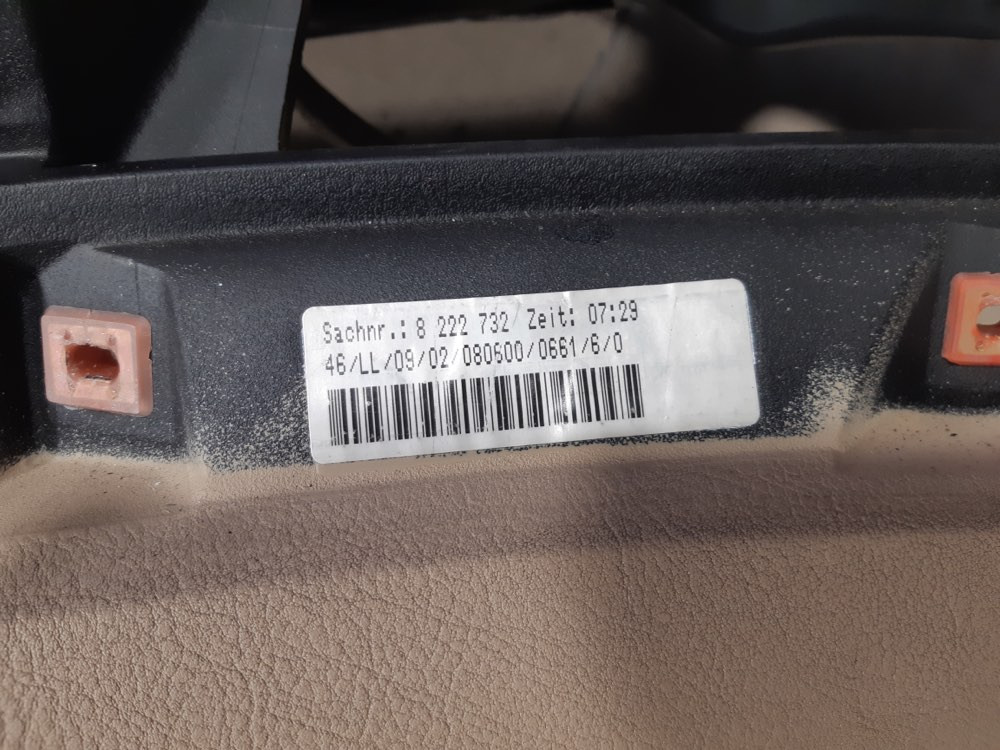 Sachnr.: 8 222 732 Zeit: 07:29
46/LL/09/02/080600/0661/6/0